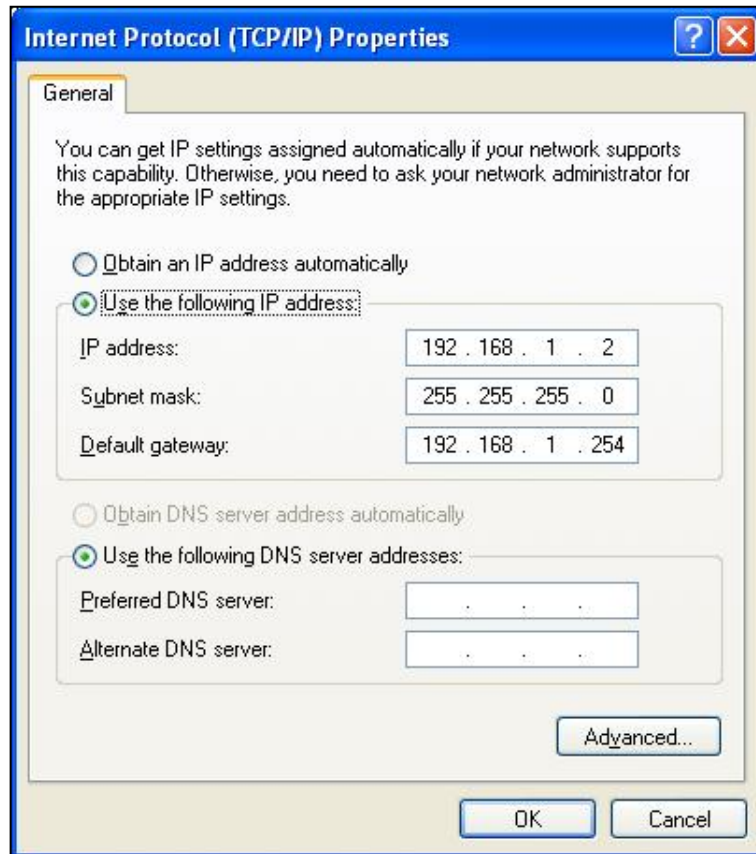 Internet Protocol (TCP/IP) Properties
General
You can get IP settings assigned automatically if your network supports
this capability. Otherwise, you need to ask your network administrator for
the appropriate IP settings.
Obtain an IP address automatically
Use the following IP address:
IP address: 192 . 168 . 1 . 2
Subnet mask: 255 . 255 . 255 . 0
Default gateway: 192 . 168 . 1 . 254
Obtain DNS server address automatically
Use the following DNS server addresses:
Preferred DNS server: . . .
Alternate DNS server: . . .
Advanced...
OK Cancel